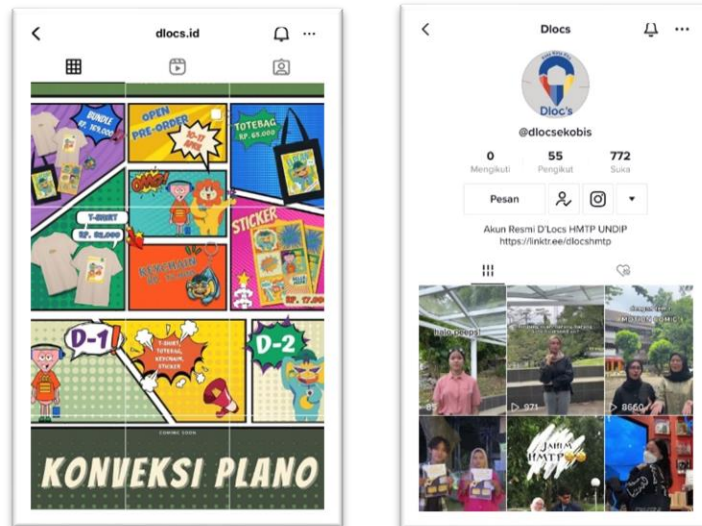 dlocs.id
BUNDLE
RP. 169.000
OPEN
PRE-ORDER
10-17
APRIL
TOTEBAG
RP. 65.000
OMG!
T-SHIRT
RP. 82.000
STICKER
RP. 17.000
KEYCHAIN
D-1
T-SHIRT,
TOTEBAG,
KEYCHAIN,
STICKER
D-2
COMING SOON
KONVEKSI PLANO
Dlocs
Dloc's
@dlocsekobis
0
55
772
Mengikuti
Pengikut
Suka
Pesan
Akun Resmi D'Locs HMTP UNDIP
https://linktr.ee/dlocshmtp
halo peeps!
971
8660
JAHIM
HMTP